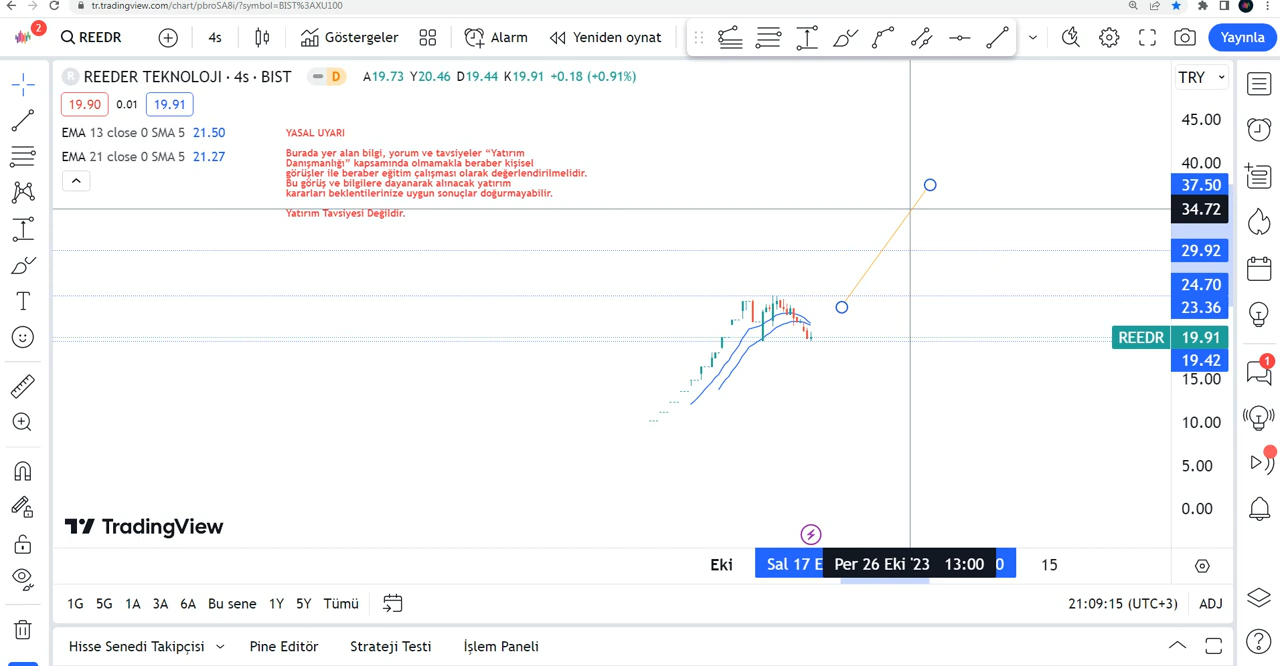 tr.tradingview.com/chart/pbroSA8i/?symbol=BIST%3AXU100
2
REEDR
4s
Göstergeler
Alarm
Yeniden oynat
Yayınla
R REEDER TEKNOLOJI · 4s · BIST
D
A19.73 Y20.46 D19.44 K19.91 +0.18 (+0.91%)
TRY
19.90 0.01 19.91
EMA 13 close 0 SMA 5 21.50
EMA 21 close 0 SMA 5 21.27
YASAL UYARI
Burada yer alan bilgi, yorum ve tavsiyeler “Yatırım
Danışmanlığı” kapsamında olmamakla beraber kişisel
görüşler ile beraber eğitim çalışması olarak değerlendirilmelidir.
Bu görüş ve bilgilere dayanarak alınacak yatırım
kararları beklentilerinize uygun sonuçlar doğurmayabilir.
Yatırım Tavsiyesi Değildir.
45.00
40.00
37.50
34.72
29.92
24.70
23.36
REEDR 19.91
19.42
15.00
10.00
5.00
0.00
1
TradingView
Eki
Sal 17 E
Per 26 Eki '23 13:00
0
15
1G 5G 1A 3A 6A Bu sene 1Y 5Y Tümü
21:09:15 (UTC+3) ADJ
Hisse Senedi Takipçisi
Pine Editör
Strateji Testi
İşlem Paneli